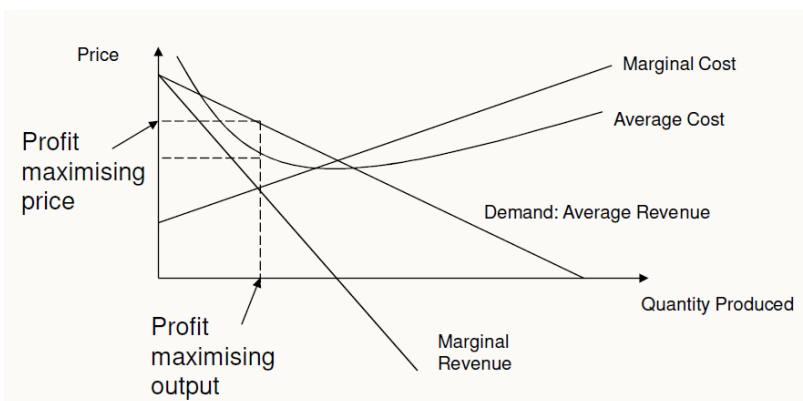 Price
Marginal Cost
Average Cost
Profit
maximising
price
Demand: Average Revenue
Quantity Produced
Profit
maximising
output
Marginal
Revenue